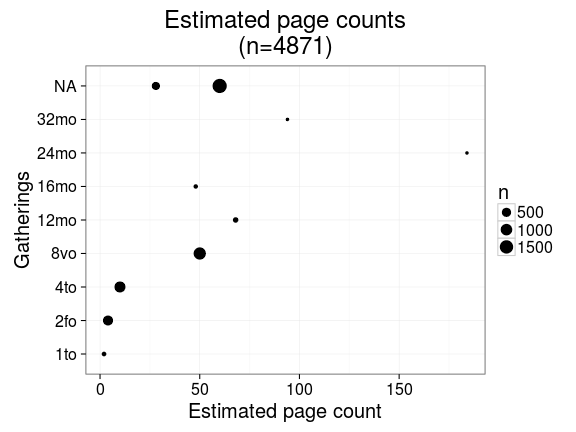 Estimated page counts
(n=4871)
Gatherings
NA
32mo
24mo
16mo
12mo
8vo
4to
2fo
1to
0
50
100
150
Estimated page count
n
500
1000
1500